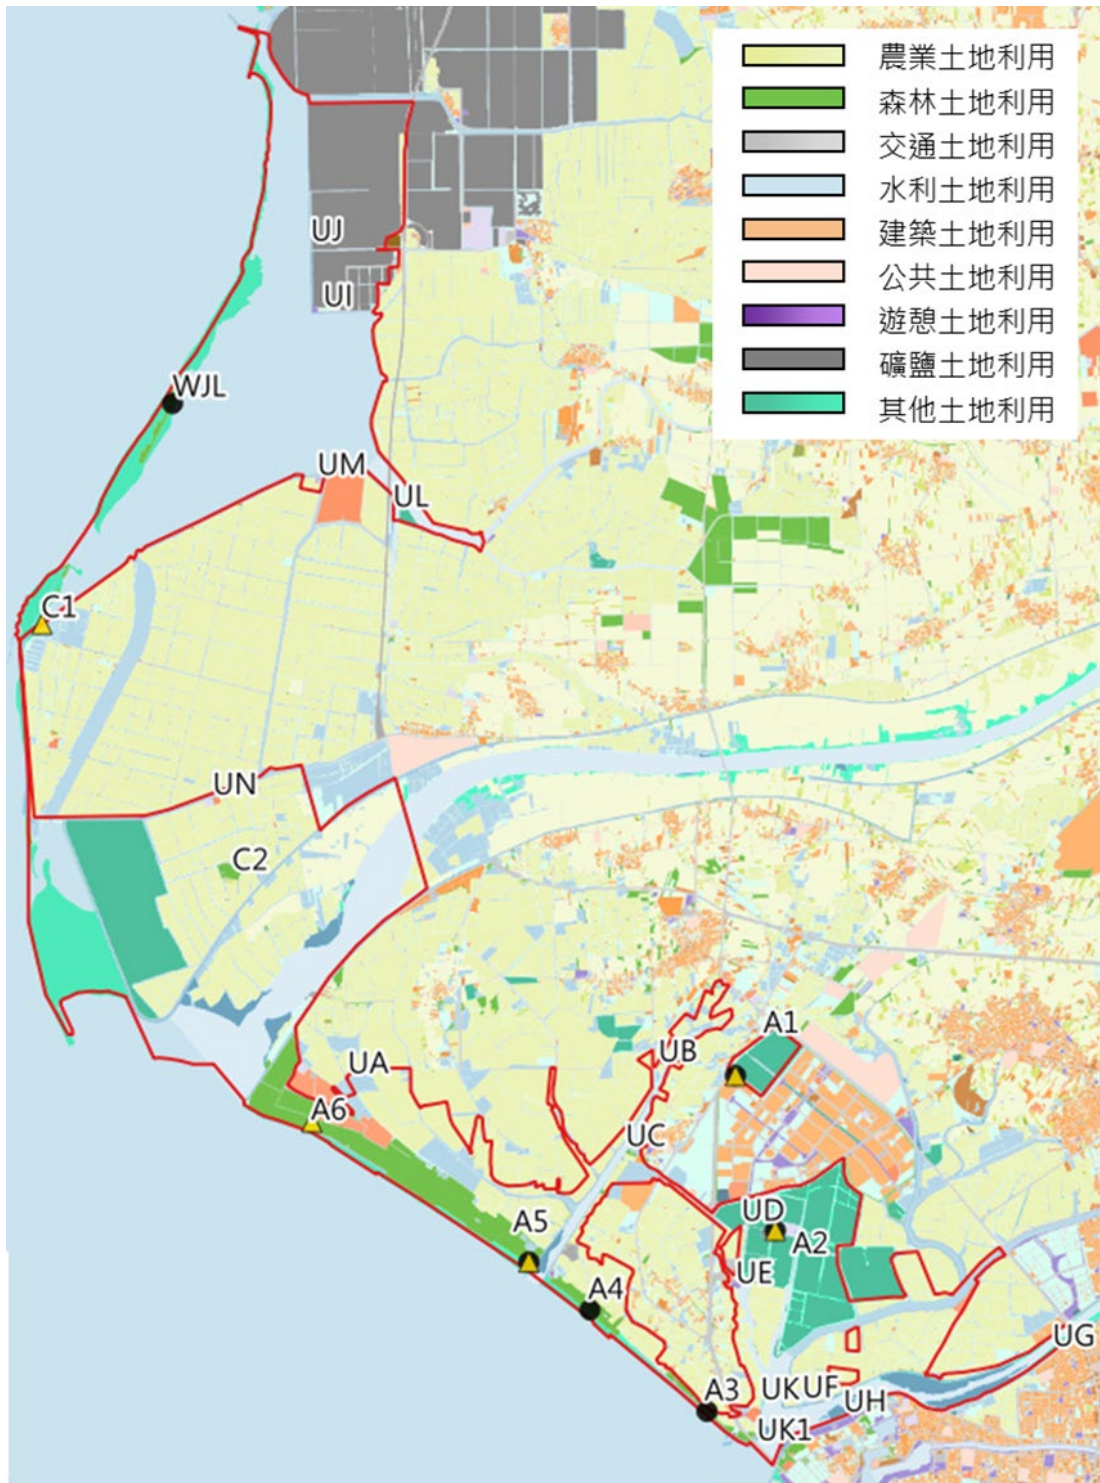 農業土地利用
森林土地利用
交通土地利用
水利土地利用
建築土地利用
公共土地利用
遊憩土地利用
礦鹽土地利用
其他土地利用
UJ
UI
WJL
UM
UL
C1
UN
C2
A1
UB
UA
A6
UC
UD
A5
A2
UE
A4
UG
A3
UK
UF
UH
UK1